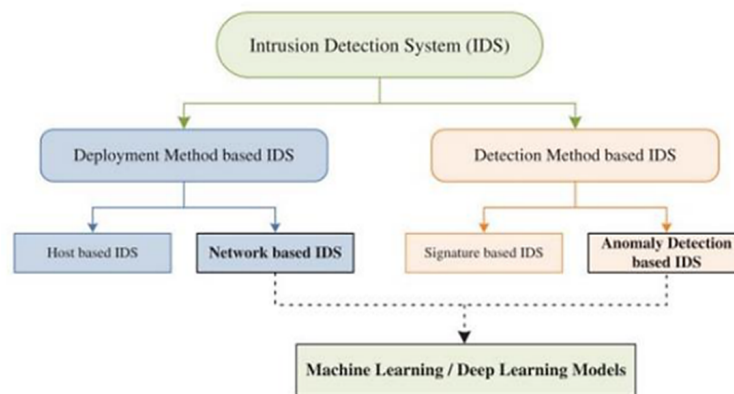 Intrusion Detection System (IDS)
Deployment Method based IDS
Detection Method based IDS
Host based IDS
Network based IDS
Signature based IDS
Anomaly Detection
based IDS
Machine Learning / Deep Learning Models